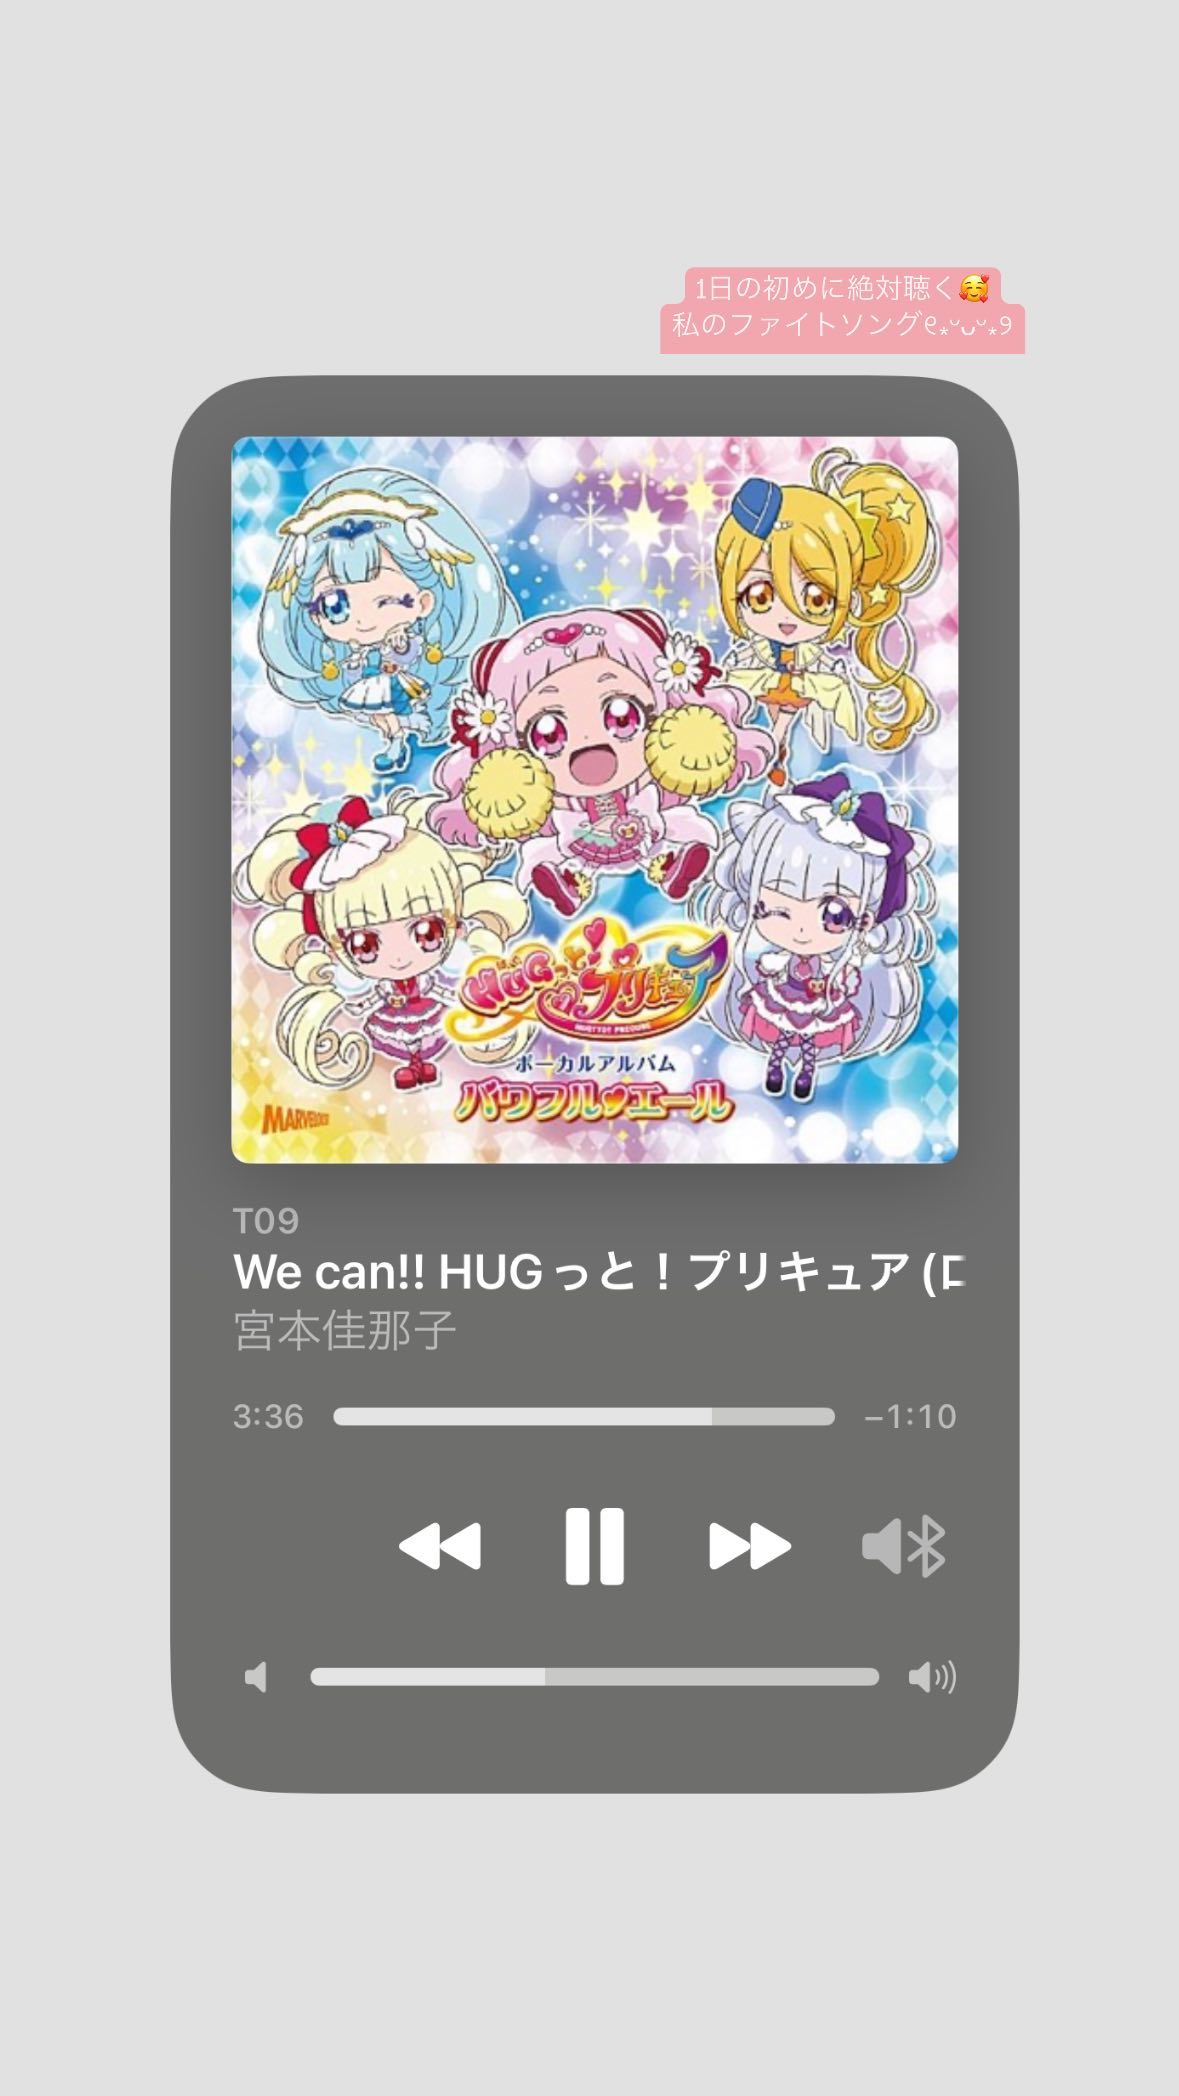 1日の初めに絶対聴く🥰
私のファイトソング୧⁎ᵕᴗᵕ⁎୨
HUGっと!プリキュア
HUGTTO! PRECURE
ボーカルアルバム
パワフル♥エール
MARVELOUS!
T09
We can!! HUGっと！プリキュア (ロ
宮本佳那子
3:36
−1:10